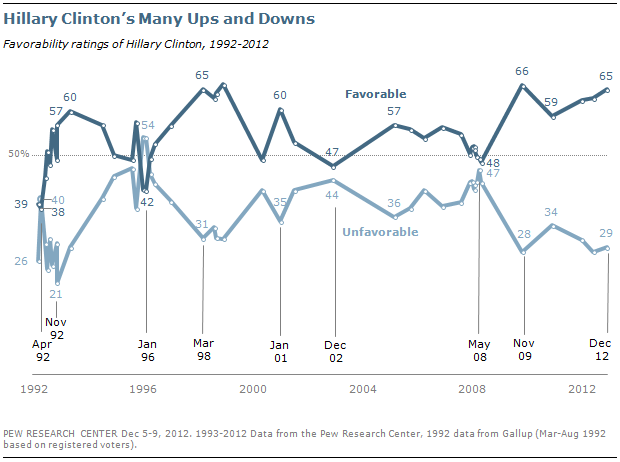 Hillary Clinton's Many Ups and Downs
Favorability ratings of Hillary Clinton, 1992-2012
65
66
65
60
Favorable
60
59
57
57
54
50%
47
48
47
40
39
38
42
44
36
35
34
31
Unfavorable
28
29
26
21
Nov
92
Apr
92
Jan
96
Mar
98
Jan
01
Dec
02
May
08
Nov
09
Dec
12
1992
1996
2000
2004
2008
2012
PEW RESEARCH CENTER Dec 5-9, 2012. 1993-2012 Data from the Pew Research Center, 1992 data from Gallup (Mar-Aug 1992
based on registered voters).